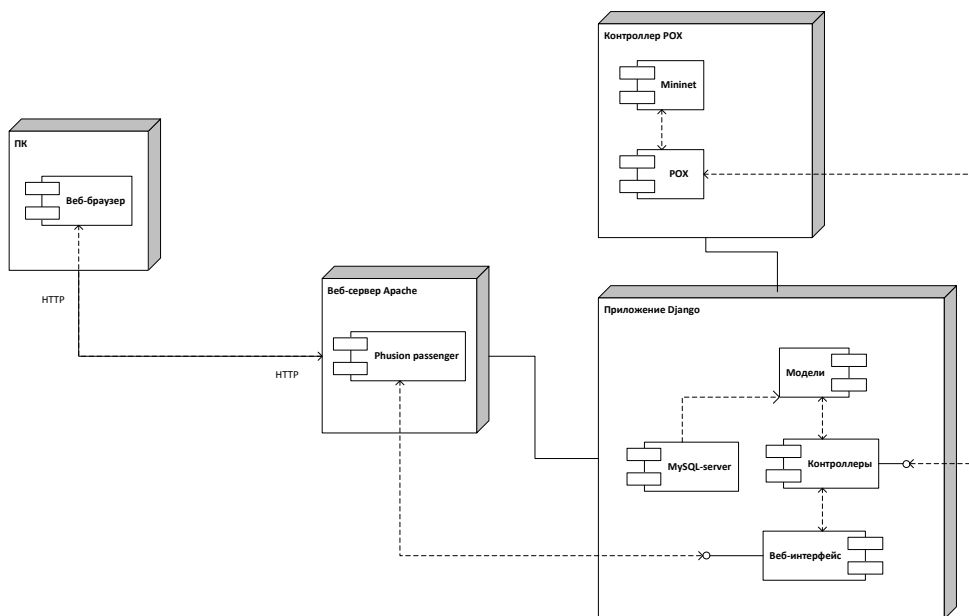 Контроллер POX
Mininet
POX
ПК
Веб-браузер
HTTP
Веб-сервер Apache
Phusion passenger
HTTP
Приложение Django
Модели
MySQL-server
Контроллеры
Веб-интерфейс